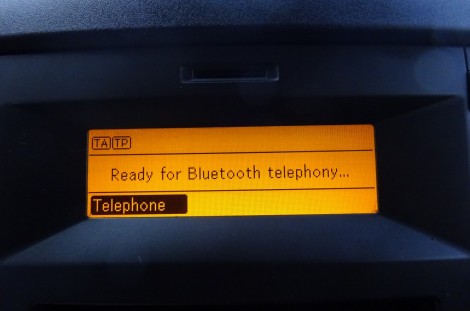 TA TP
Ready for Bluetooth telephony...
Telephone